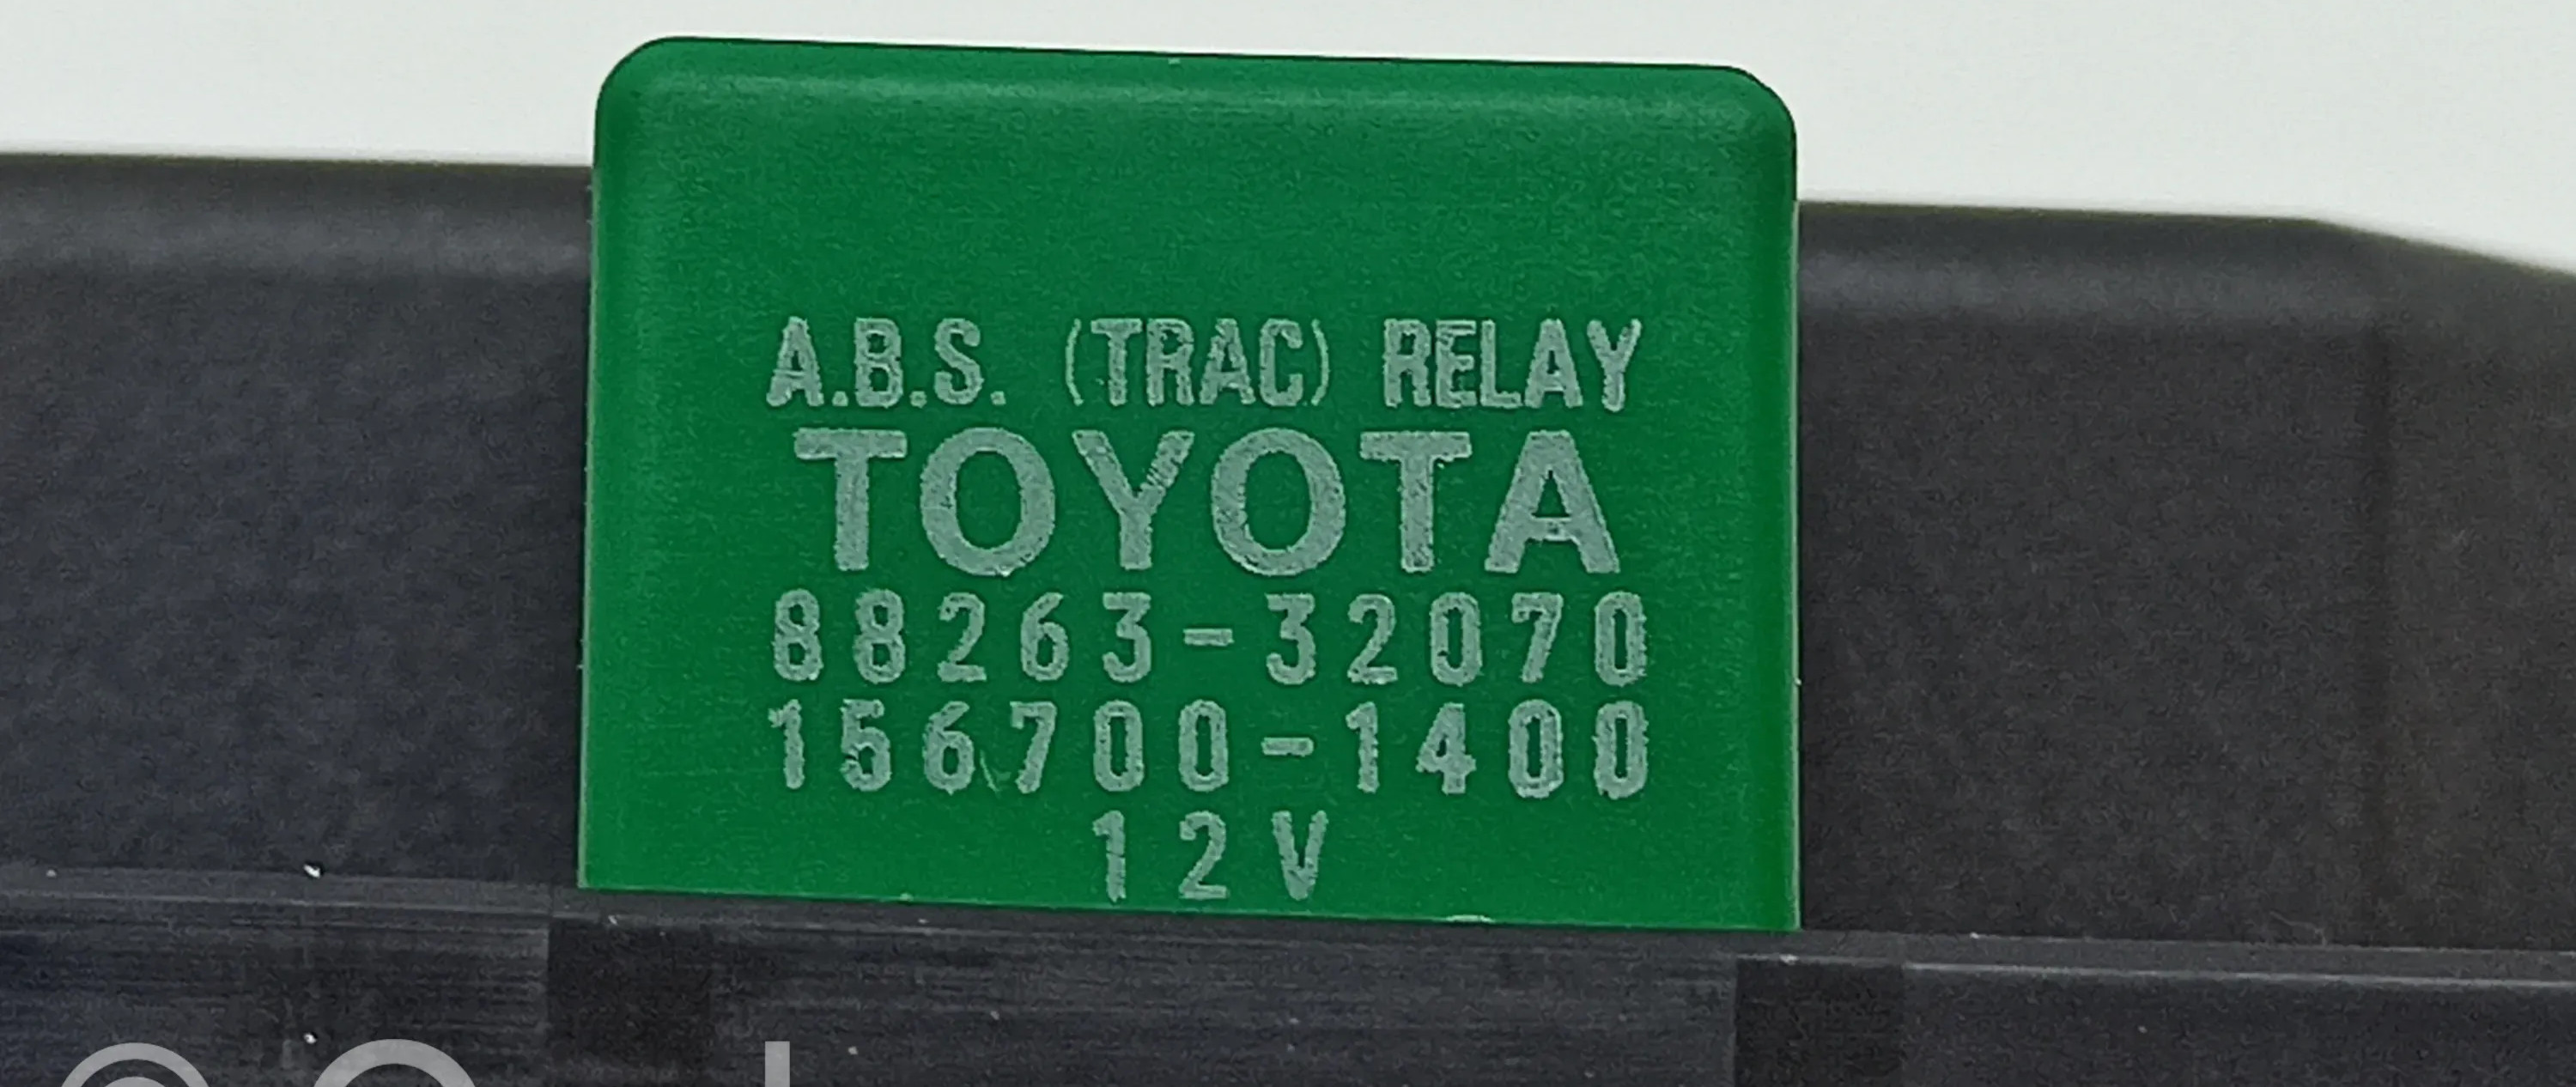 A.B.S. (TRAC) RELAY
TOYOTA
88263-32070
156700-1400
12V